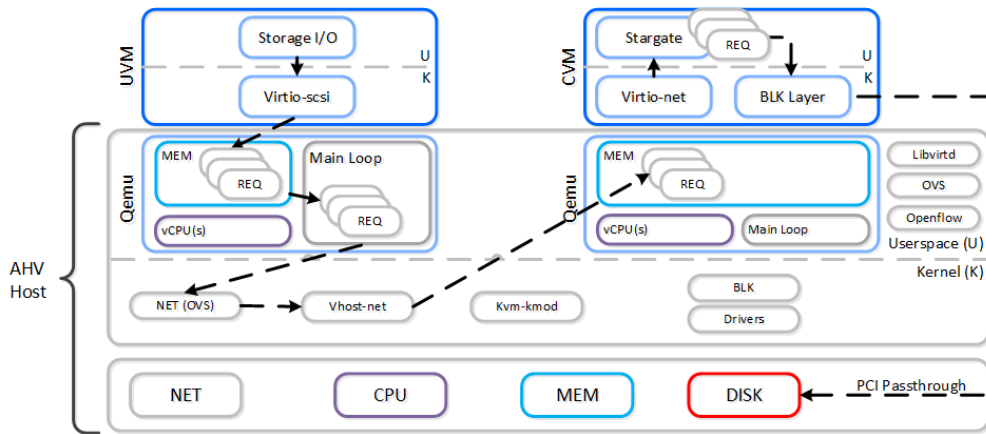 UVM
Storage I/O
U
K
Virtio-scsi
CVM
Stargate
REQ
U
K
Virtio-net
BLK Layer
AHV
Host
Qemu
MEM
REQ
vCPU(s)
Main Loop
REQ
Qemu
MEM
REQ
vCPU(s)
Main Loop
Libvirtd
OVS
Openflow
Userspace (U)
Kernel (K)
NET (OVS)
Vhost-net
Kvm-kmod
BLK
Drivers
NET
CPU
MEM
DISK
PCI Passthrough